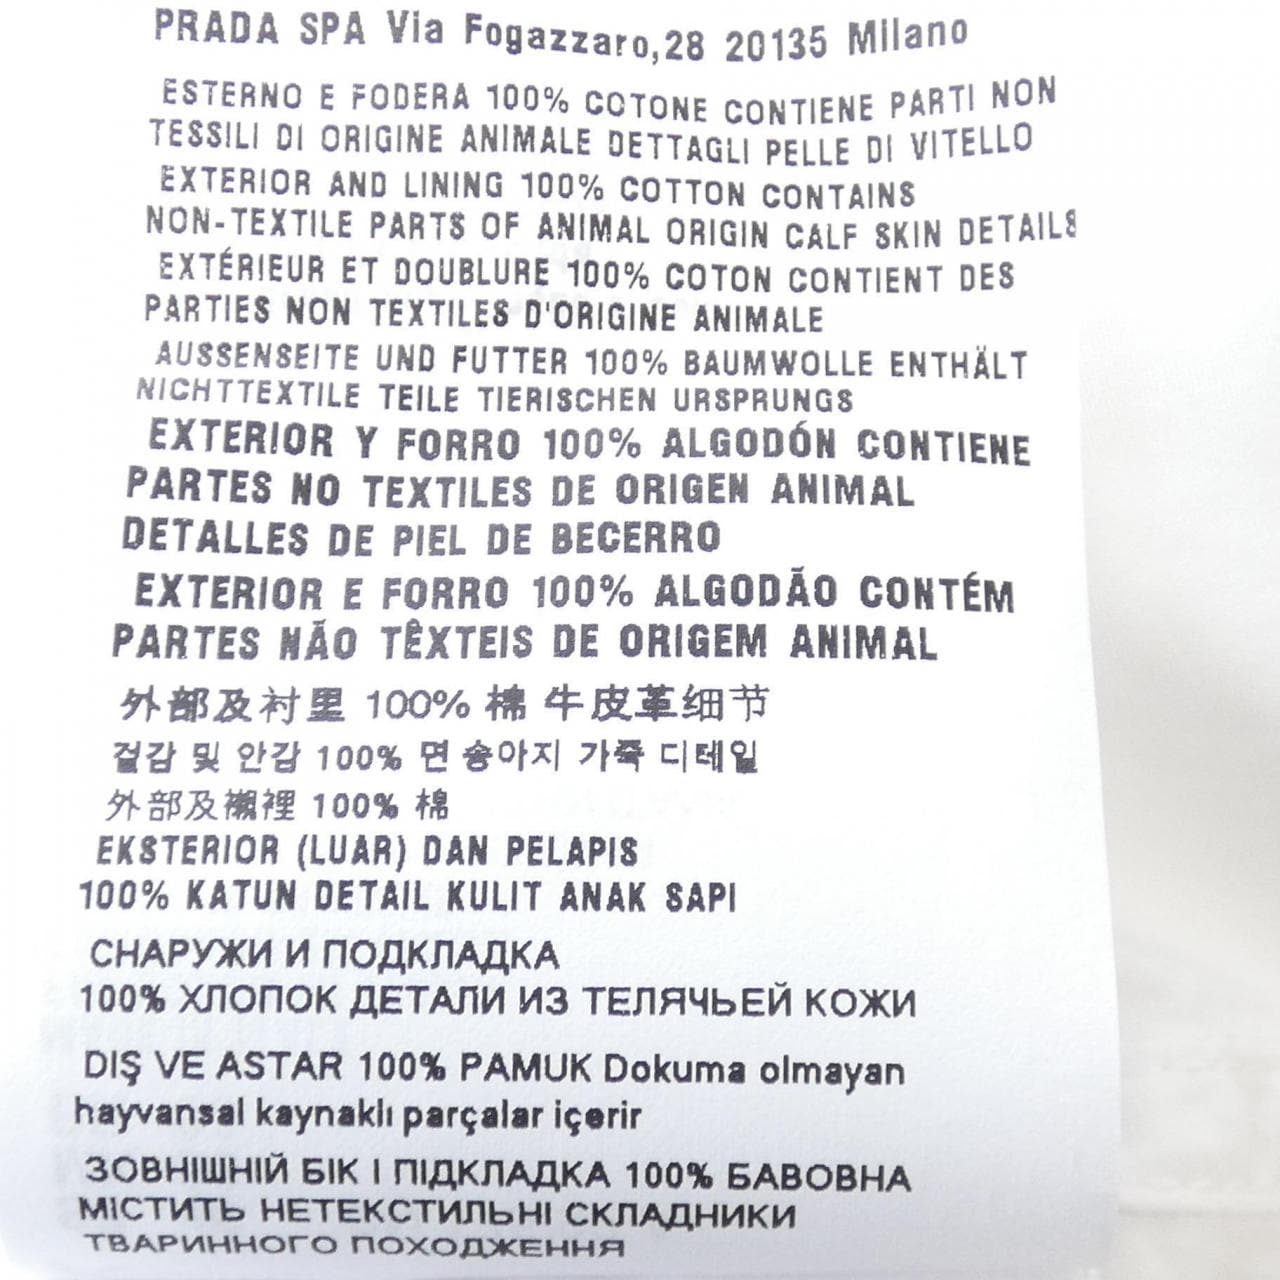 PRADA SPA Via Fogazzaro,28 20135 Milano
ESTERNO E FODERA 100% COTONE CONTIENE PARTI NON
TESSILI DI ORIGINE ANIMALE DETTAGLI PELLE DI VITELLO
EXTERIOR AND LINING 100% COTTON CONTAINS
NON-TEXTILE PARTS OF ANIMAL ORIGIN CALF SKIN DETAILS
EXTÉRIEUR ET DOUBLURE 100% COTON CONTIENT DES
PARTIES NON TEXTILES D'ORIGINE ANIMALE
AUSSENSEITE UND FUTTER 100% BAUMWOLLE ENTHÄLT
NICHTTEXTILE TEILE TIERISCHEN URSPRUNGS
EXTERIOR Y FORRO 100% ALGODÓN CONTIENE
PARTES NO TEXTILES DE ORIGEN ANIMAL
DETALLES DE PIEL DE BECERRO
EXTERIOR E FORRO 100% ALGODÃO CONTÉM
PARTES NÃO TÊXTEIS DE ORIGEM ANIMAL
外部及衬里 100% 棉 牛皮革细节
겉감 및 안감 100% 면 송아지 가죽 디테일
外部及襯裡 100% 棉
EKSTERIOR (LUAR) DAN PELAPIS
100% KATUN DETAIL KULIT ANAK SAPI
СНАРУЖИ И ПОДКЛАДКА
100% ХЛОПОК ДЕТАЛИ ИЗ ТЕЛЯЧЬЕЙ КОЖИ
DIŞ VE ASTAR 100% PAMUK Dokuma olmayan
hayvansal kaynaklı parçalar içerir
ЗОВНІШНІЙ БІК І ПІДКЛАДКА 100% БАВОВНА
МІСТИТЬ НЕТЕКСТИЛЬНІ СКЛАДНИКИ
ТВАРИННОГО ПОХОДЖЕННЯ